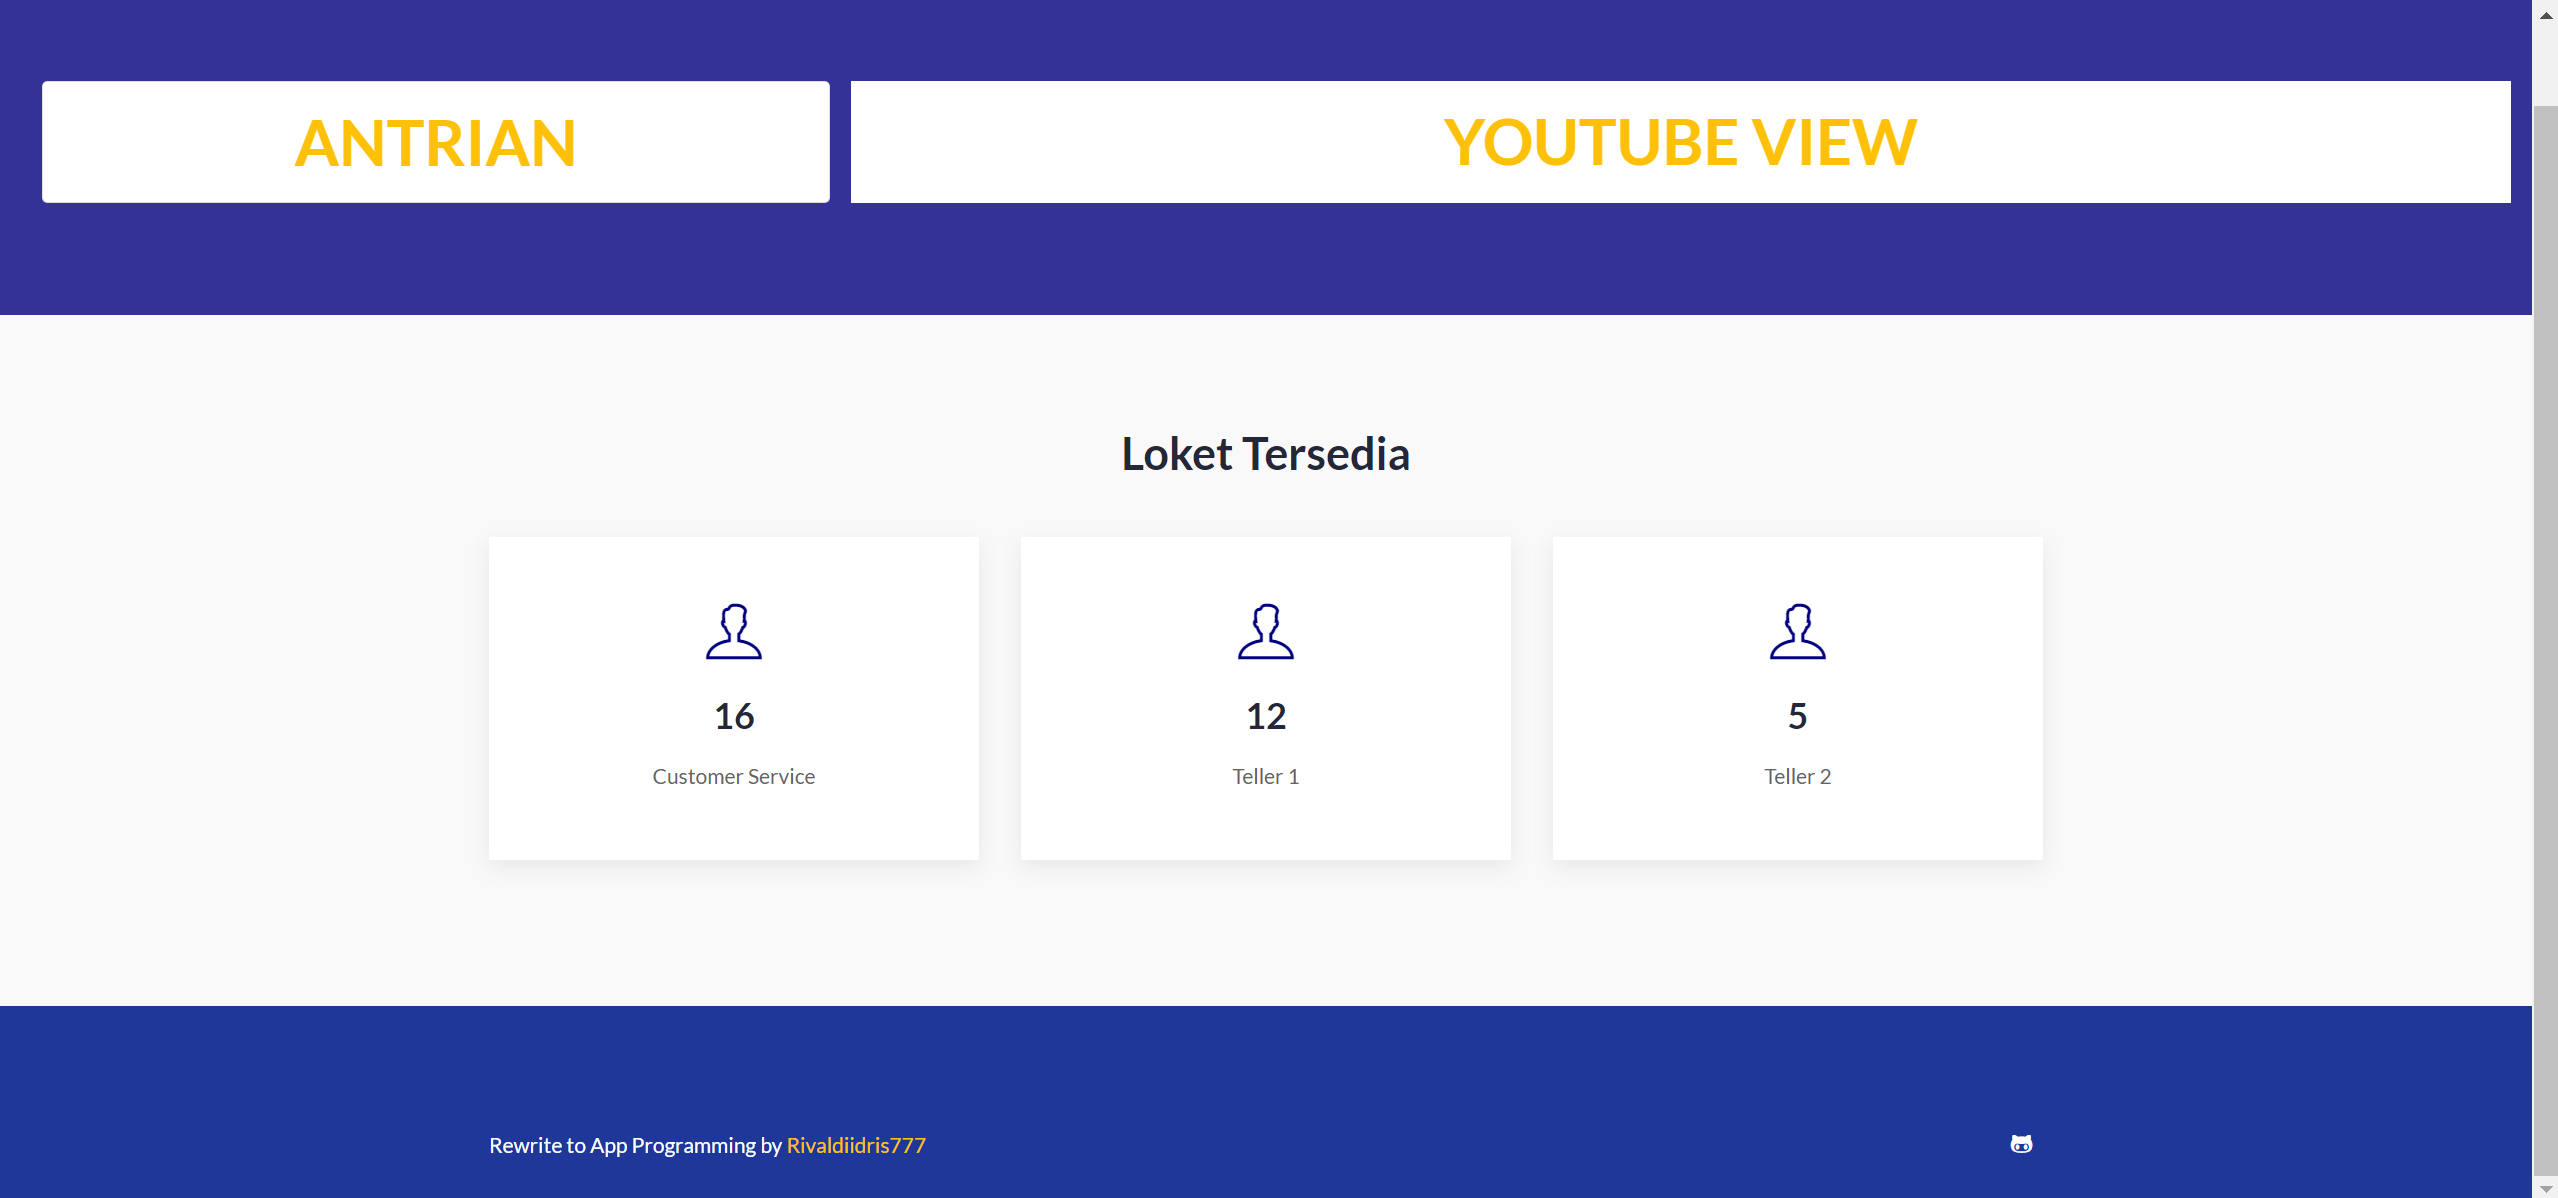 ANTRIAN
YOUTUBE VIEW
Loket Tersedia
16
Customer Service
12
Teller 1
5
Teller 2
Rewrite to App Programming by Rivaldiidris777